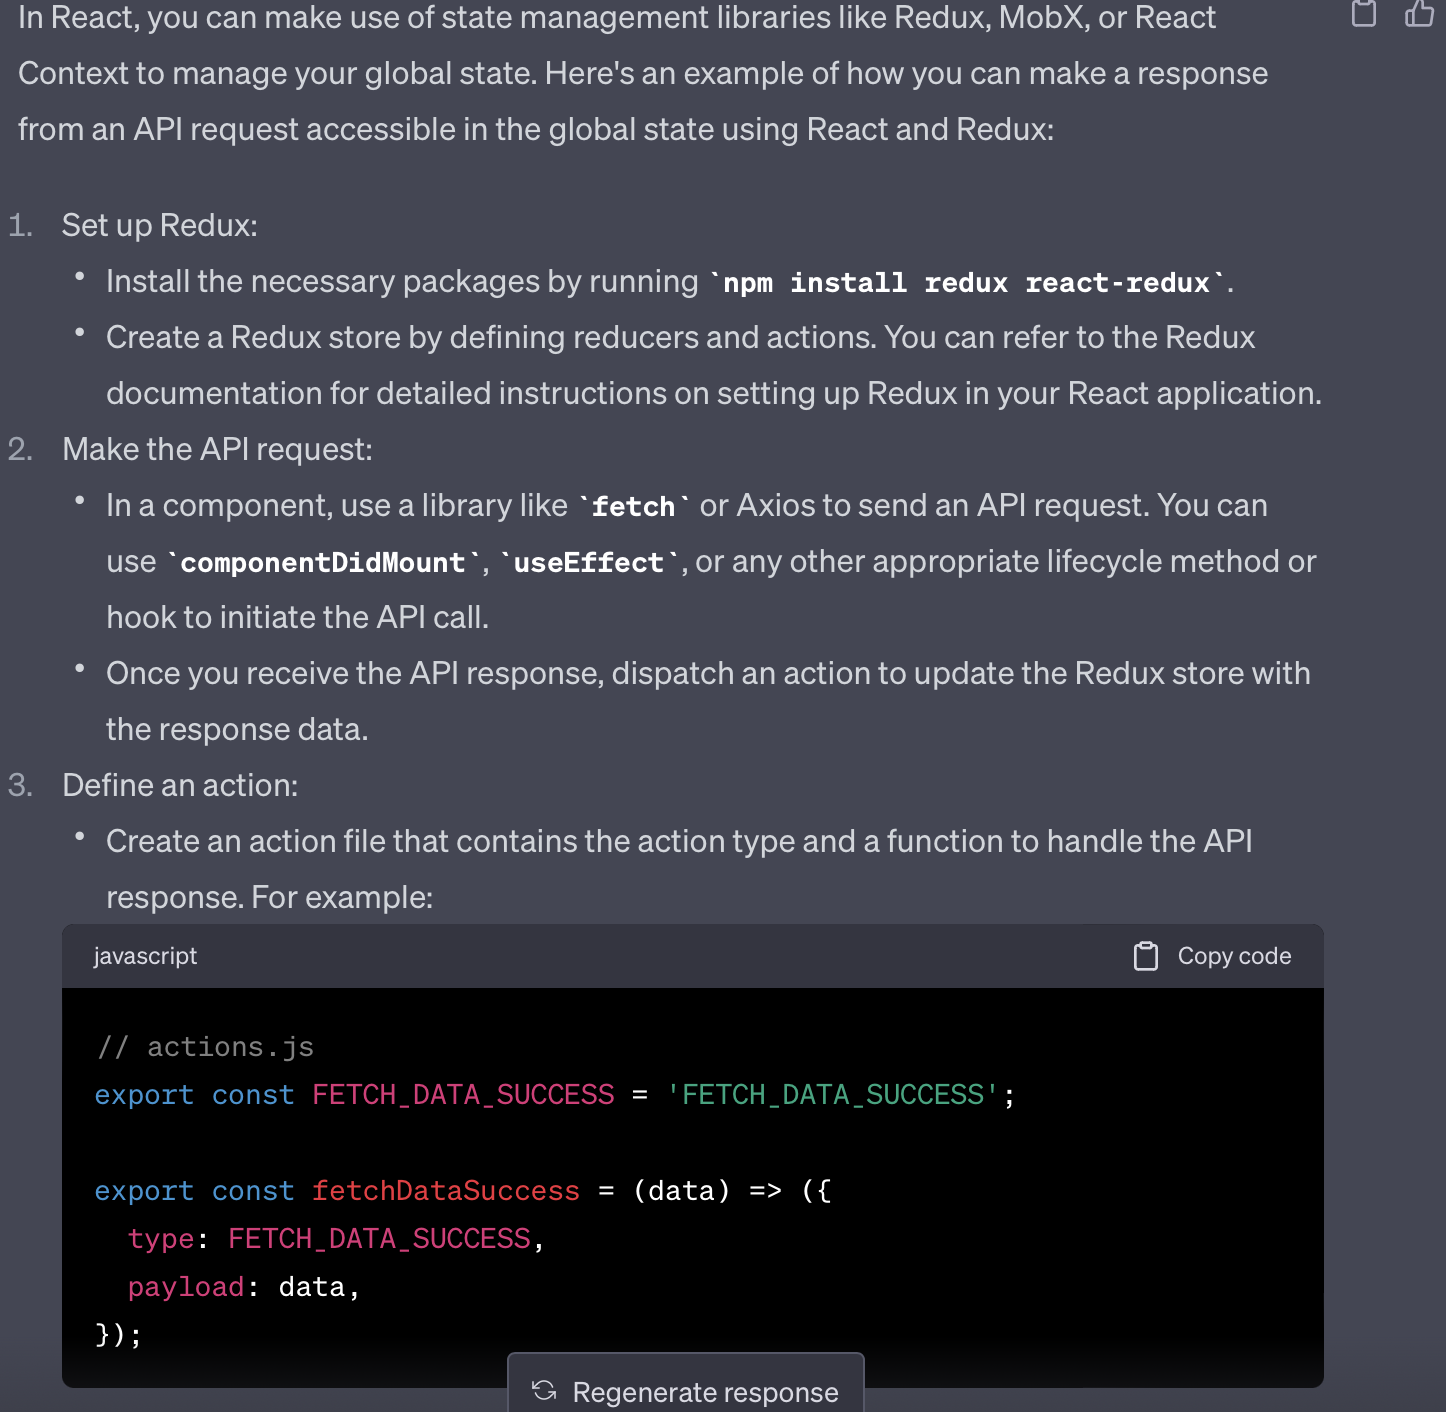 In React, you can make use of state management libraries like Redux, MobX, or React
Context to manage your global state. Here's an example of how you can make a response
from an API request accessible in the global state using React and Redux:
1. Set up Redux:
• Install the necessary packages by running `npm install redux react-redux`.
• Create a Redux store by defining reducers and actions. You can refer to the Redux
documentation for detailed instructions on setting up Redux in your React application.
2. Make the API request:
• In a component, use a library like `fetch` or Axios to send an API request. You can
use `componentDidMount`, `useEffect`, or any other appropriate lifecycle method or
hook to initiate the API call.
• Once you receive the API response, dispatch an action to update the Redux store with
the response data.
3. Define an action:
• Create an action file that contains the action type and a function to handle the API
response. For example:
javascript Copy code
// actions.js
export const FETCH_DATA_SUCCESS = 'FETCH_DATA_SUCCESS';
export const fetchDataSuccess = (data) => ({
  type: FETCH_DATA_SUCCESS,
  payload: data,
});
Regenerate response